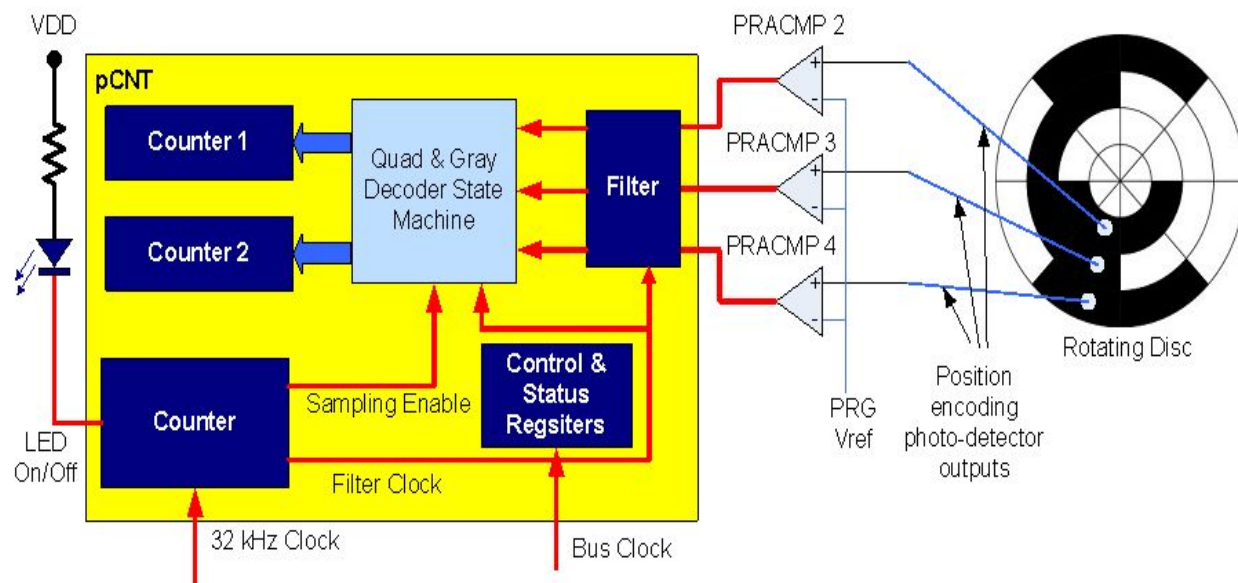 VDD
pCNT
Counter 1
Counter 2
Quad & Gray
Decoder State
Machine
Filter
PRACMP 2
+
-
PRACMP 3
+
-
PRACMP 4
+
-
Rotating Disc
Position
encoding
photo-detector
outputs
PRG
Vref
LED
On/Off
Counter
Sampling Enable
Filter Clock
Control &
Status
Regsiters
32 kHz Clock
Bus Clock